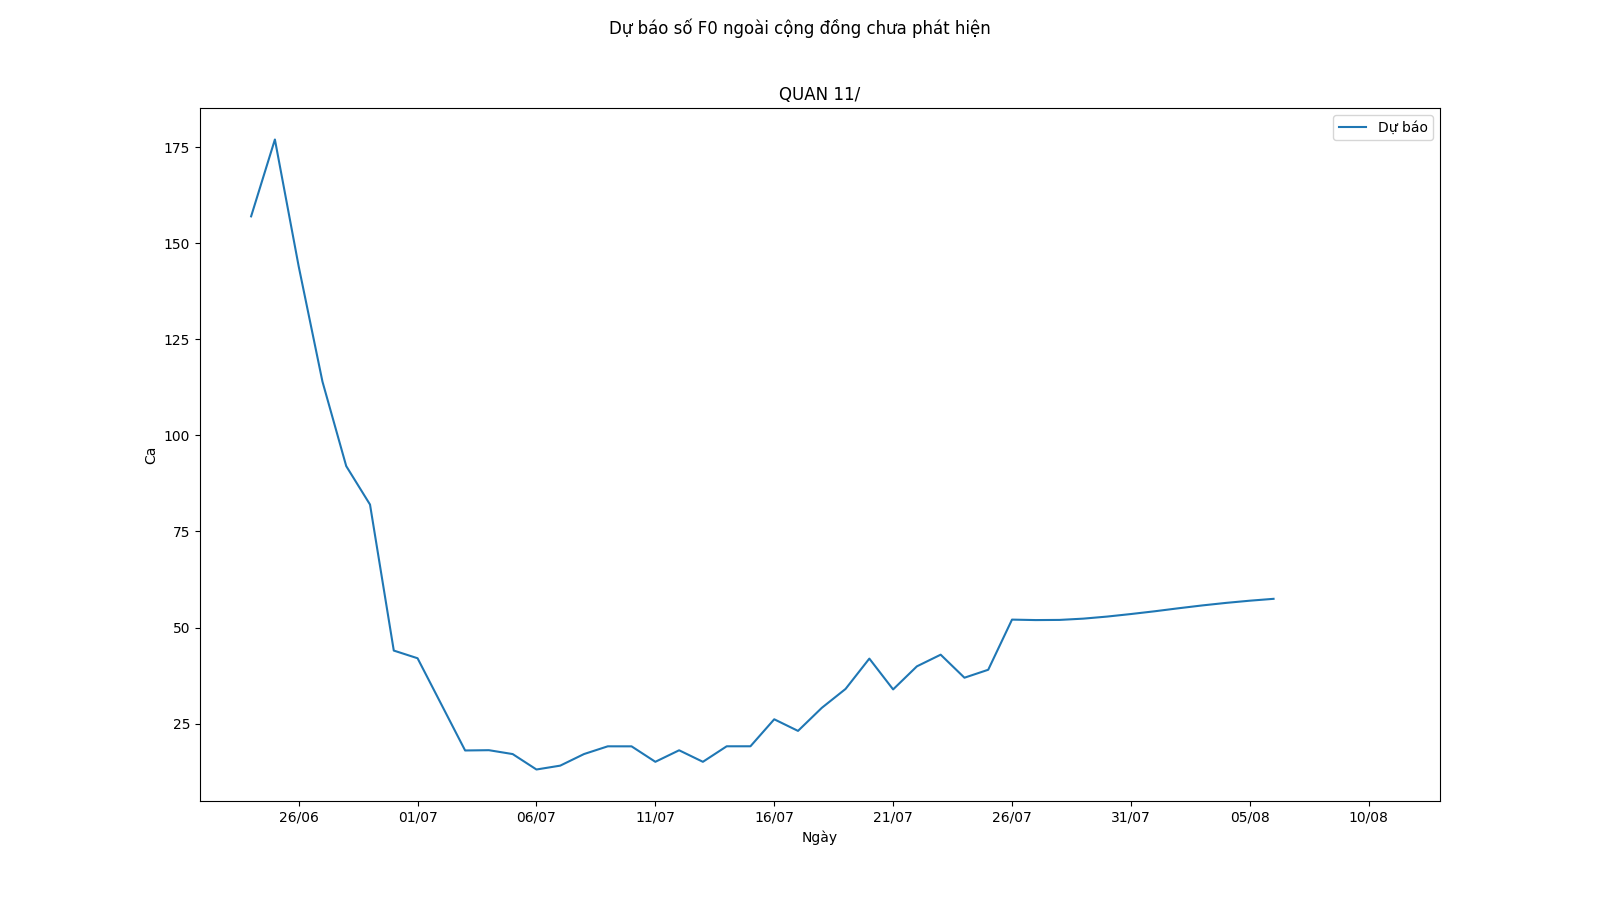 Dự báo số F0 ngoài cộng đồng chưa phát hiện
QUAN 11/
Dự báo
175
150
125
100
75
50
25
Ca
26/06 01/07 06/07 11/07 16/07 21/07 26/07 31/07 05/08 10/08
Ngày